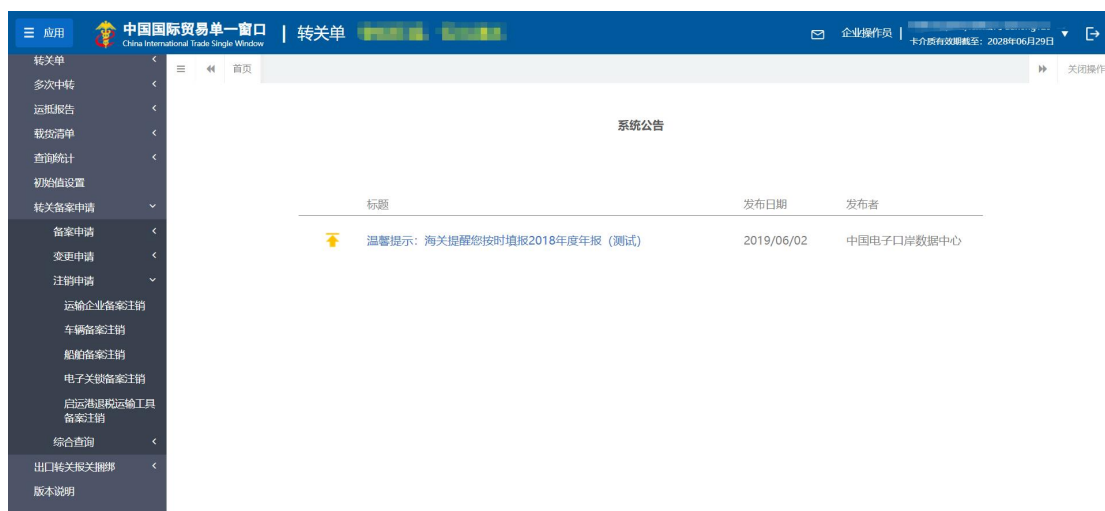 应用
中国国际贸易单一窗口
China International Trade Single Window
转关单
企业操作员
卡介质有效期截至：2028年06月29日
转关单
首页
关闭操作
多次中转
运抵报告
载货清单
查询统计
初始值设置
转关备案申请
备案申请
变更申请
注销申请
运输企业备案注销
车辆备案注销
船舶备案注销
电子关锁备案注销
启运港退税运输工具
备案注销
综合查询
出口转关报关捆绑
版本说明
系统公告
标题 发布日期 发布者
温馨提示：海关提醒您按时填报2018年度年报（测试） 2019/06/02 中国电子口岸数据中心